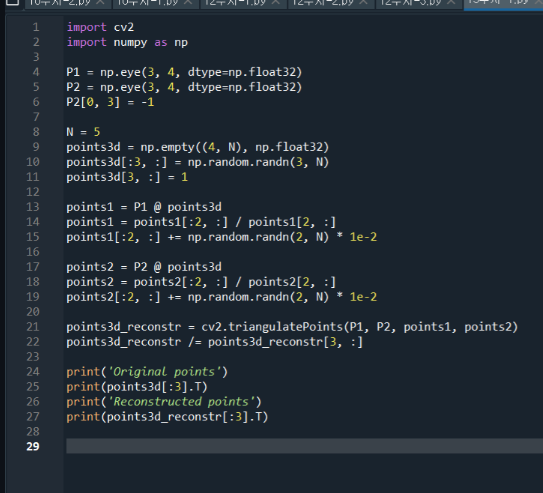 1 import cv2
2 import numpy as np
3
4 P1 = np.eye(3, 4, dtype=np.float32)
5 P2 = np.eye(3, 4, dtype=np.float32)
6 P2[0, 3] = -1
7
8 N = 5
9 points3d = np.empty((4, N), np.float32)
10 points3d[:3, :] = np.random.randn(3, N)
11 points3d[3, :] = 1
12
13 points1 = P1 @ points3d
14 points1 = points1[:2, :] / points1[2, :]
15 points1[:2, :] += np.random.randn(2, N) * 1e-2
16
17 points2 = P2 @ points3d
18 points2 = points2[:2, :] / points2[2, :]
19 points2[:2, :] += np.random.randn(2, N) * 1e-2
20
21 points3d_reconstr = cv2.triangulatePoints(P1, P2, points1, points2)
22 points3d_reconstr /= points3d_reconstr[3, :]
23
24 print('Original points')
25 print(points3d[:3].T)
26 print('Reconstructed points')
27 print(points3d_reconstr[:3].T)
28
29